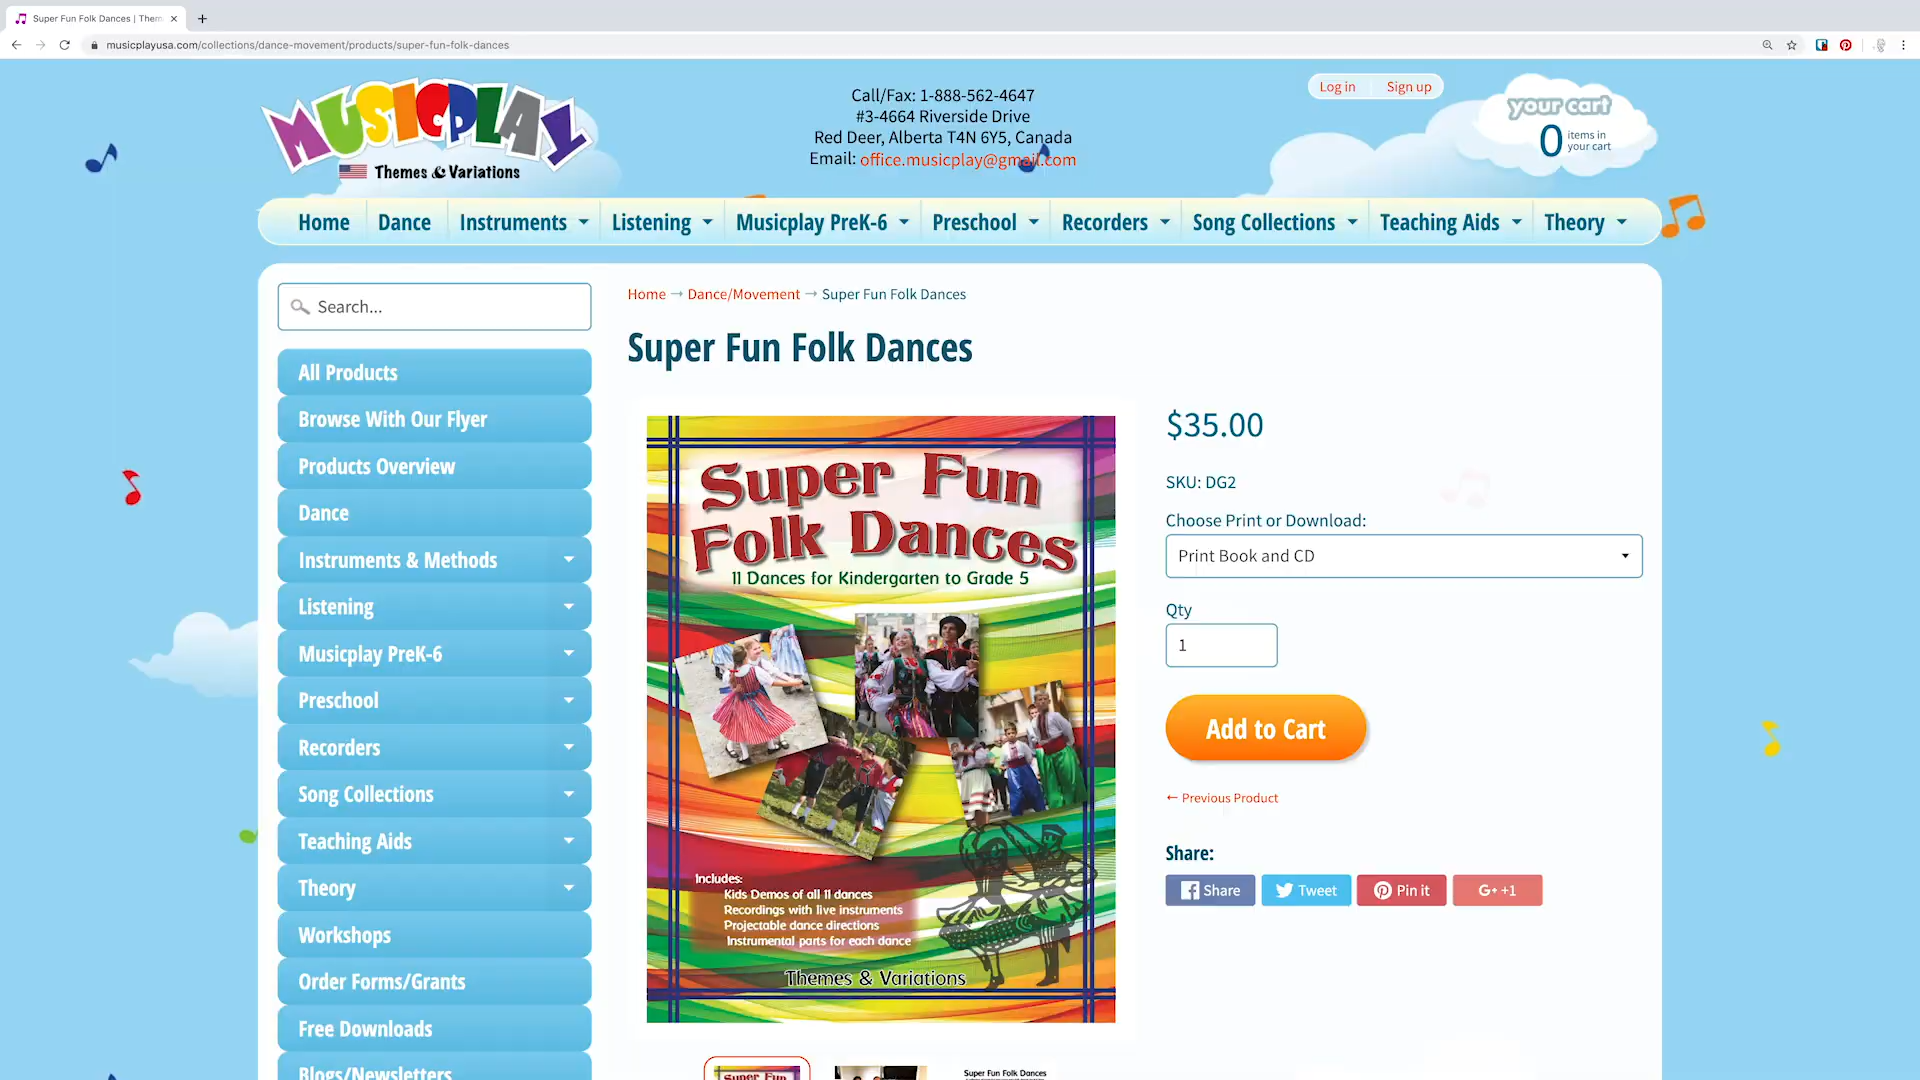 Super Fun Folk Dances | Them
musicplayusa.com/collections/dance-movement/products/super-fun-folk-dances
MUSICPLAY
Themes & Variations
Call/Fax: 1-888-562-4647
#3-4664 Riverside Drive
Red Deer, Alberta T4N 6Y5, Canada
Email: office.musicplay@gmail.com
Log in Sign up
your cart
0 items in your cart
Home Dance Instruments Listening Musicplay PreK-6 Preschool Recorders Song Collections Teaching Aids Theory
Search...
All Products
Browse With Our Flyer
Products Overview
Dance
Instruments & Methods
Listening
Musicplay PreK-6
Preschool
Recorders
Song Collections
Teaching Aids
Theory
Workshops
Order Forms/Grants
Free Downloads
Blogs/Newsletters
Home → Dance/Movement → Super Fun Folk Dances
Super Fun Folk Dances
Super Fun
Folk Dances
11 Dances for Kindergarten to Grade 5
Includes:
Kids Demos of all 11 dances
Recordings with live instruments
Projectable dance directions
Instrumental parts for each dance
Themes & Variations
$35.00
SKU: DG2
Choose Print or Download:
Print Book and CD
Qty
1
Add to Cart
← Previous Product
Share:
Share Tweet Pin it G+ +1
Super Fun
Super Fun Folk Dances